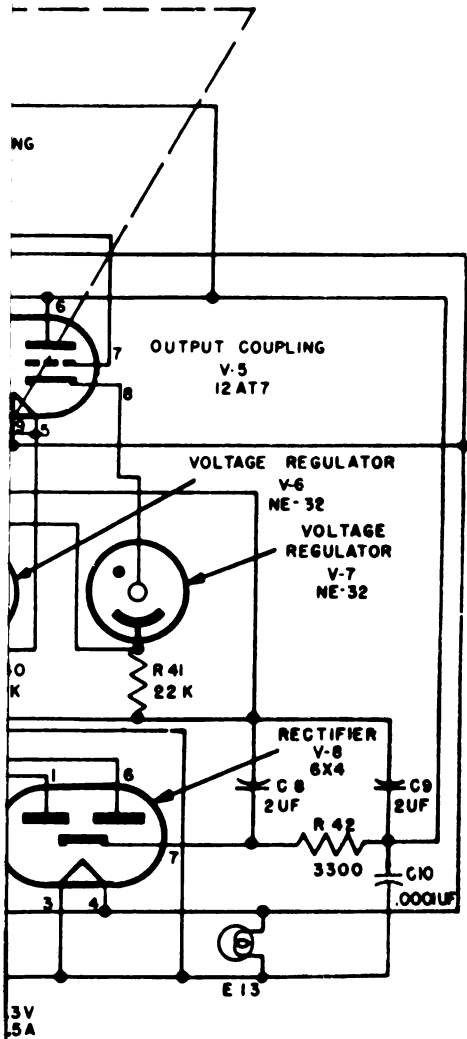 NG
6
7
OUTPUT COUPLING
V-5
12AT7
8
9
5
VOLTAGE REGULATOR
V-6
NE-32
VOLTAGE
REGULATOR
V-7
NE-32
0
K
R 41
22 K
RECTIFIER
V-8
6X4
1
6
C 8
2UF
C9
2UF
R 42
7
3300
C10
.0001UF
3
4
E 13
.3V
.5A